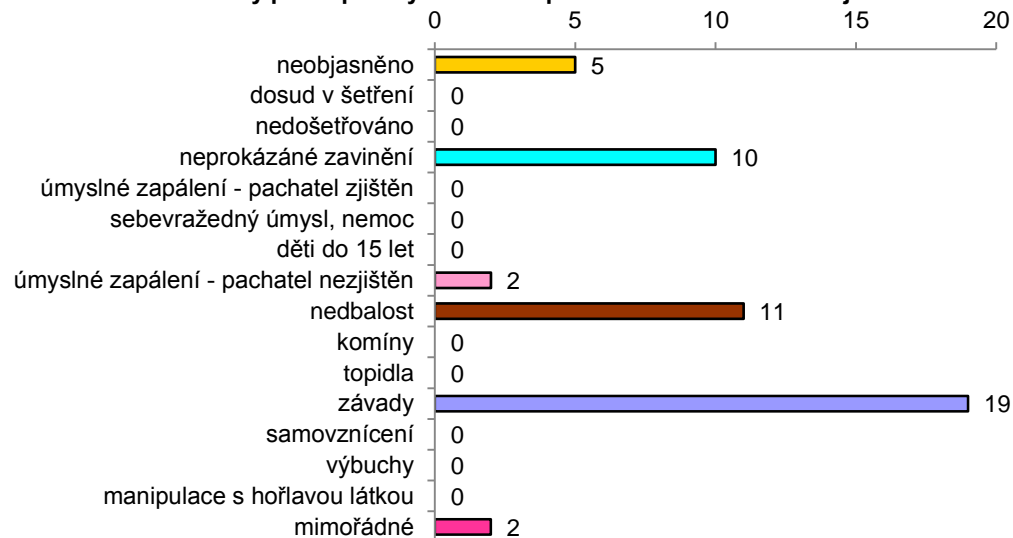 0 5 10 15 20
neobjasněno 5
dosud v šetření 0
nedošetřováno 0
neprokázáné zavinění 10
úmyslné zapálení - pachatel zjištěn 0
sebevražedný úmysl, nemoc 0
děti do 15 let 0
úmyslné zapálení - pachatel nezjištěn 2
nedbalost 11
komíny 0
topidla 0
závady 19
samovznícení 0
výbuchy 0
manipulace s hořlavou látkou 0
mimořádné 2